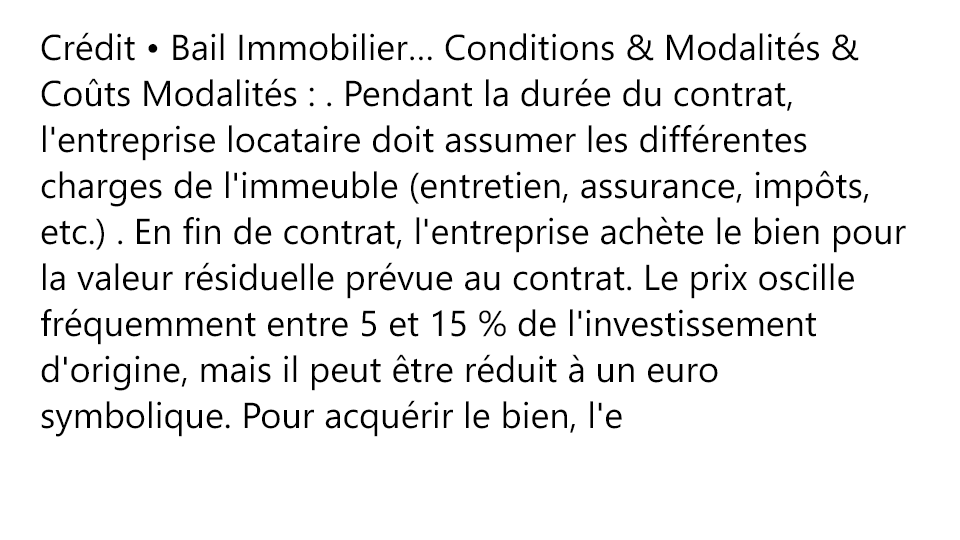 Crédit • Bail Immobilier... Conditions & Modalités &
Coûts Modalités : . Pendant la durée du contrat,
l'entreprise locataire doit assumer les différentes
charges de l'immeuble (entretien, assurance, impôts,
etc.) . En fin de contrat, l'entreprise achète le bien pour
la valeur résiduelle prévue au contrat. Le prix oscille
fréquemment entre 5 et 15 % de l'investissement
d'origine, mais il peut être réduit à un euro
symbolique. Pour acquérir le bien, l'e